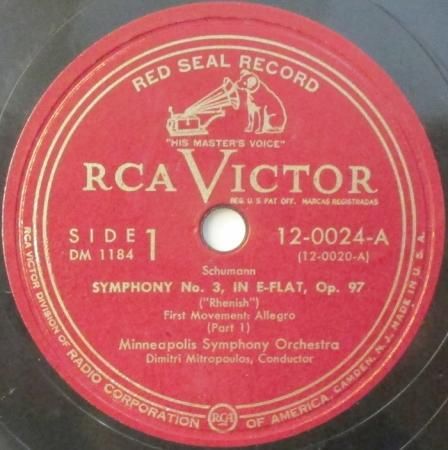 RED SEAL RECORD
"HIS MASTER'S VOICE"
RCA VICTOR
REG. U.S. PAT. OFF. MARCAS REGISTRADAS
SIDE 1
DM 1184
12-0024-A
(12-0020-A)
Schumann
SYMPHONY No. 3, IN E-FLAT, Op. 97
("Rhenish")
First Movement: Allegro
(Part 1)
Minneapolis Symphony Orchestra
Dimitri Mitropoulos, Conductor
RCA VICTOR DIVISION OF RADIO CORPORATION OF AMERICA, CAMDEN, N. J. MADE IN U. S. A.
RCA